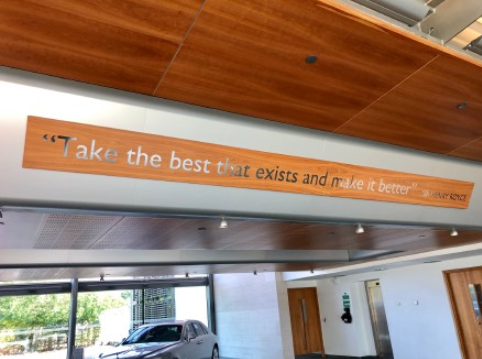 “Take the best that exists and make it better” SIR HENRY ROYCE